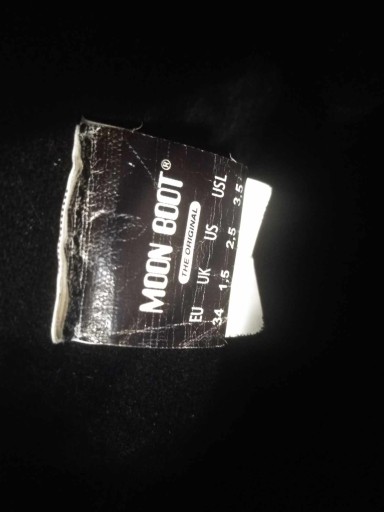 MOON BOOT®
THE ORIGINAL
EU UK US USL
34 1.5 2.5 3.5